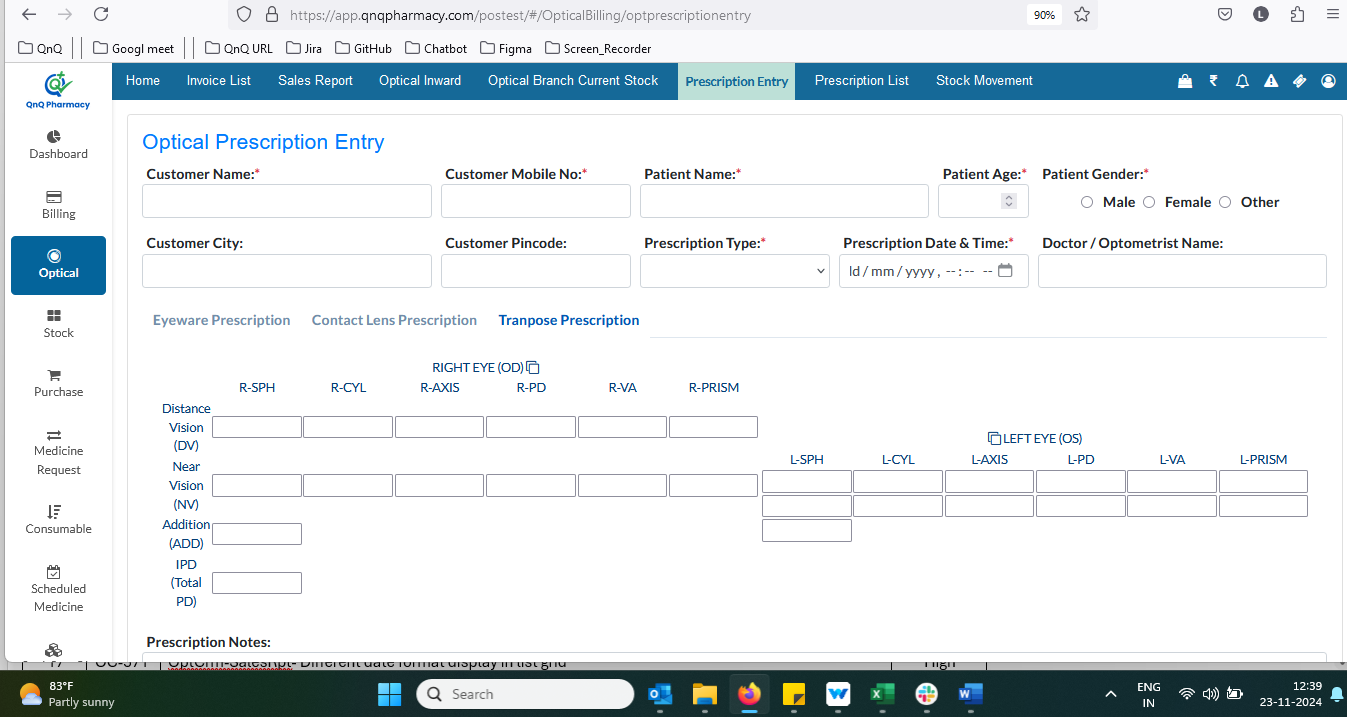 https://app.qnqpharmacy.com/postest/#/OpticalBilling/optprescriptionentry
90%
L
QnQ
Googl meet
QnQ URL
Jira
GitHub
Chatbot
Figma
Screen_Recorder
QnQ Pharmacy
Home
Invoice List
Sales Report
Optical Inward
Optical Branch Current Stock
Prescription Entry
Prescription List
Stock Movement
Dashboard
Billing
Optical
Stock
Purchase
Medicine
Request
Consumable
Scheduled
Medicine
Optical Prescription Entry
Customer Name:*
Customer Mobile No:*
Patient Name:*
Patient Age:*
Patient Gender:*
Male
Female
Other
Customer City:
Customer Pincode:
Prescription Type:*
Prescription Date & Time:*
Doctor / Optometrist Name:
ld / mm / yyyy , -- : -- --
Eyeware Prescription
Contact Lens Prescription
Tranpose Prescription
RIGHT EYE (OD)
R-SPH R-CYL R-AXIS R-PD R-VA R-PRISM
Distance
Vision
(DV)
Near
Vision
(NV)
Addition
(ADD)
IPD
(Total
PD)
LEFT EYE (OS)
L-SPH L-CYL L-AXIS L-PD L-VA L-PRISM
Prescription Notes:
OptCrm-SalesRpt- Different date format display in list grid
High
83°F
Partly sunny
Search
ENG
IN
12:39
23-11-2024